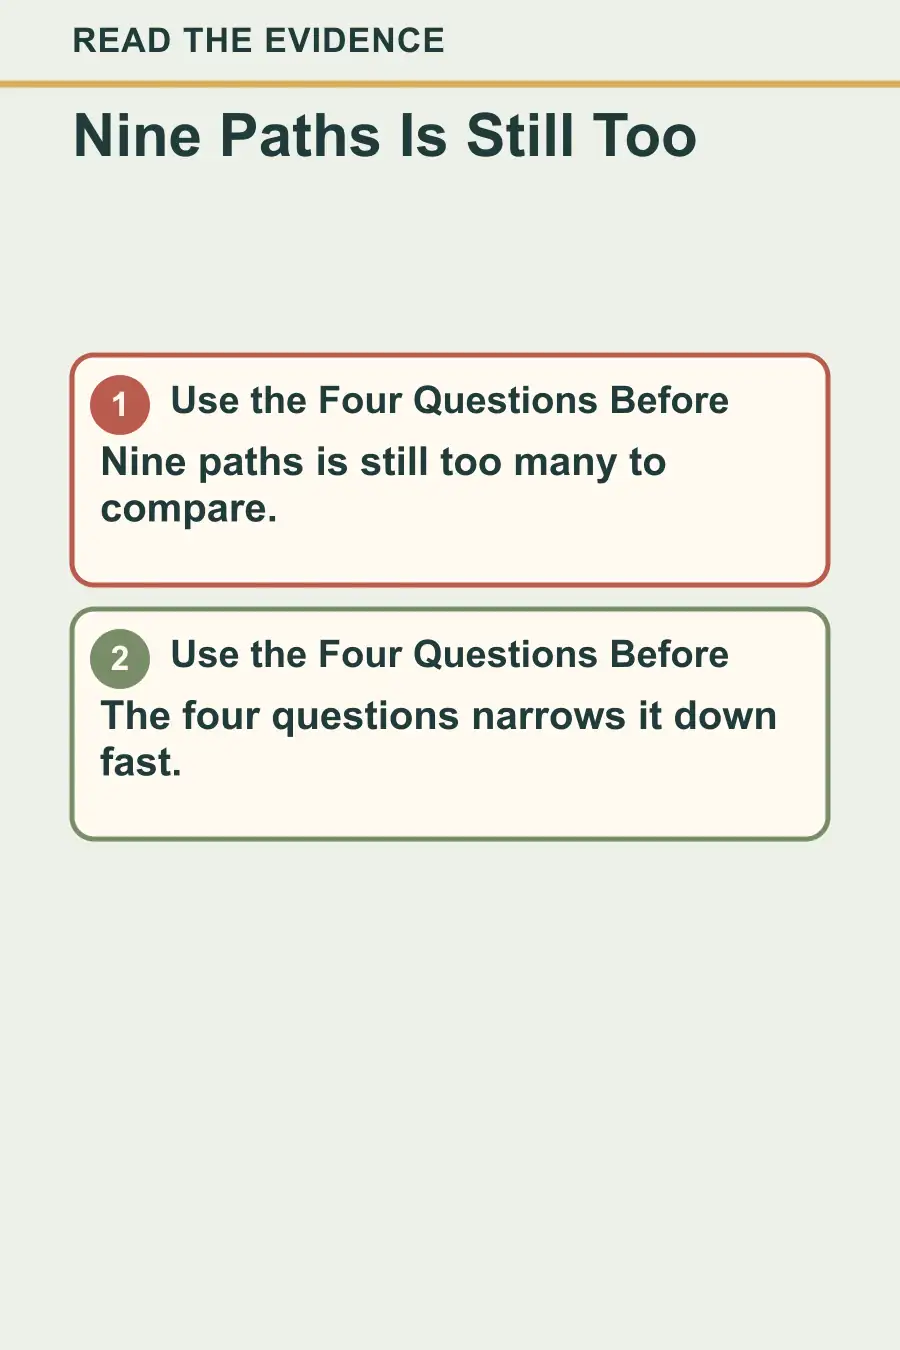 READ THE EVIDENCE
Nine Paths Is Still Too
1 Use the Four Questions Before
Nine paths is still too many to
compare.
2 Use the Four Questions Before
The four questions narrows it down
fast.